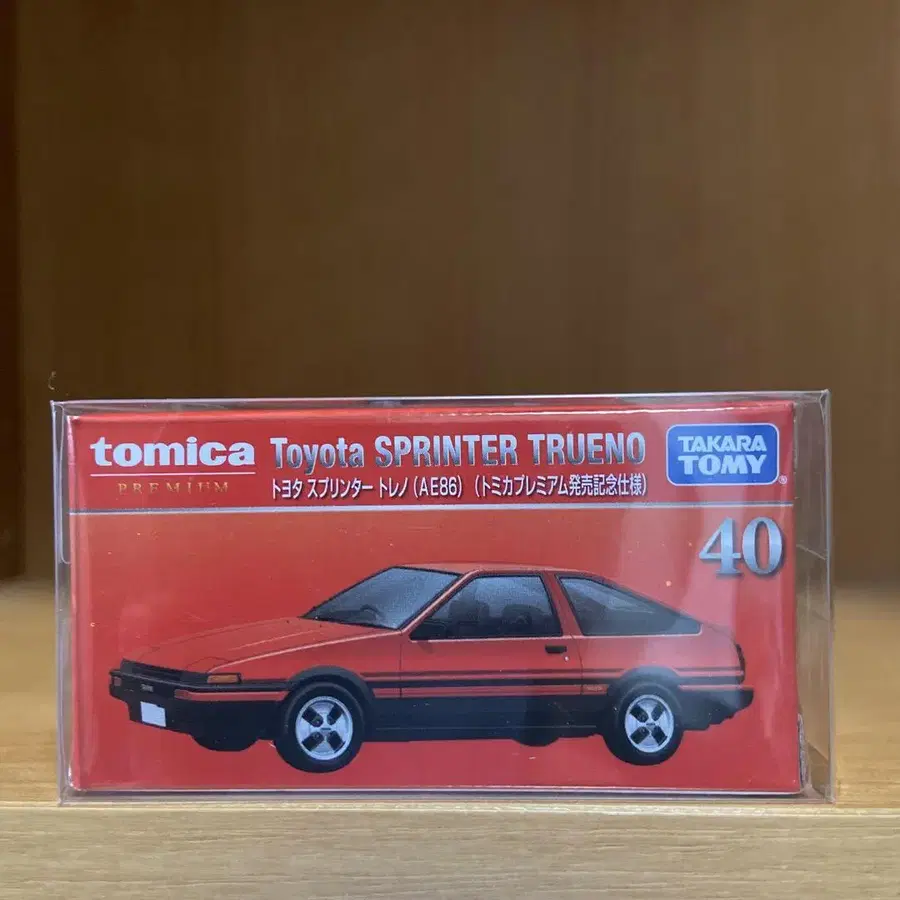 tomica
PREMIUM
Toyota SPRINTER TRUENO
トヨタ スプリンター トレノ(AE86)(トミカプレミアム発売記念仕様)
TAKARA
TOMY
®
40